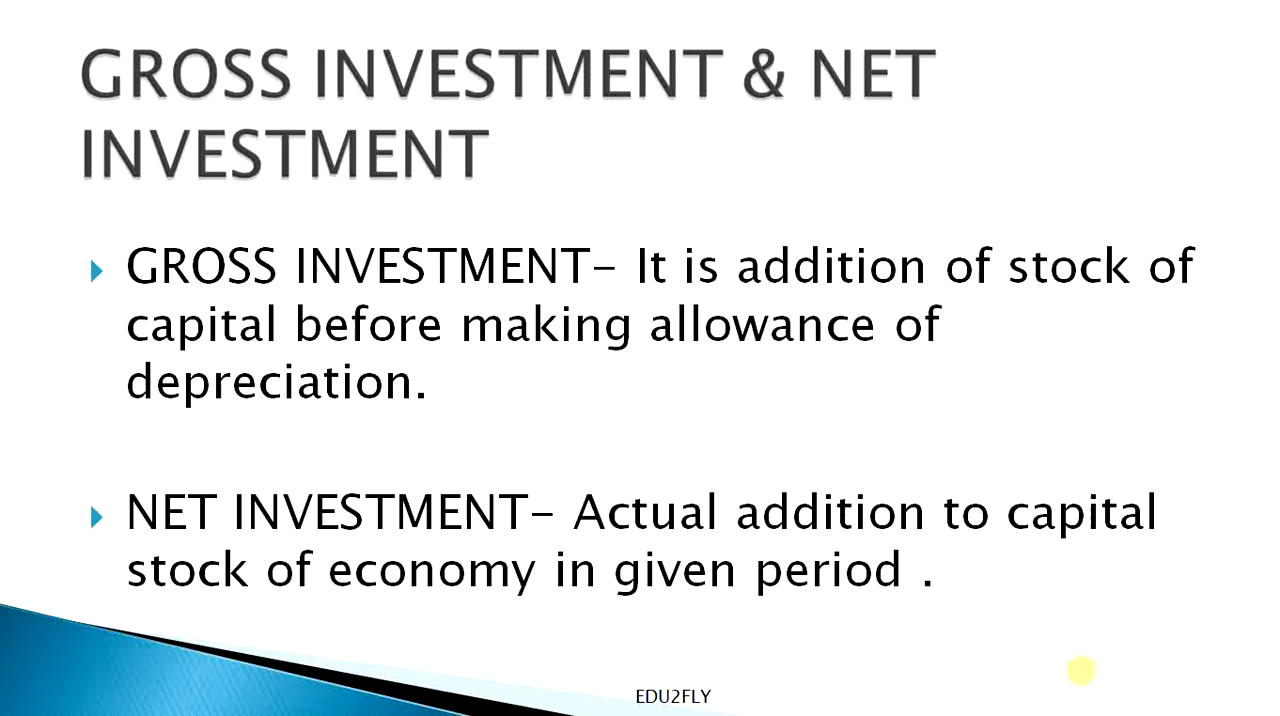 GROSS INVESTMENT & NET
INVESTMENT
GROSS INVESTMENT- It is addition of stock of
capital before making allowance of
depreciation.
NET INVESTMENT- Actual addition to capital
stock of economy in given period .
EDU2FLY